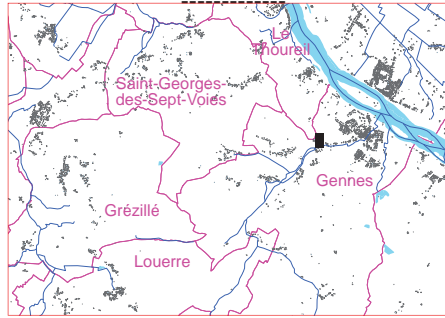 Le
Thoureil
Saint-Georges-
des-Sept-Voies
Gennes
Grézillé
Louerre